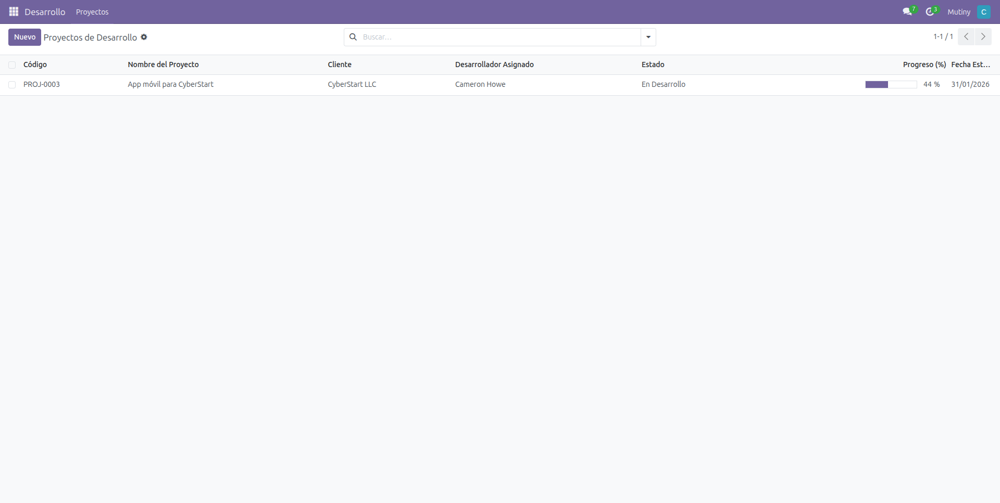 Desarrollo Proyectos 7 3 Mutiny C
Nuevo Proyectos de Desarrollo Buscar... 1-1 / 1
Código Nombre del Proyecto Cliente Desarrollador Asignado Estado Progreso (%) Fecha Est...
PROJ-0003 App móvil para CyberStart CyberStart LLC Cameron Howe En Desarrollo 44 % 31/01/2026